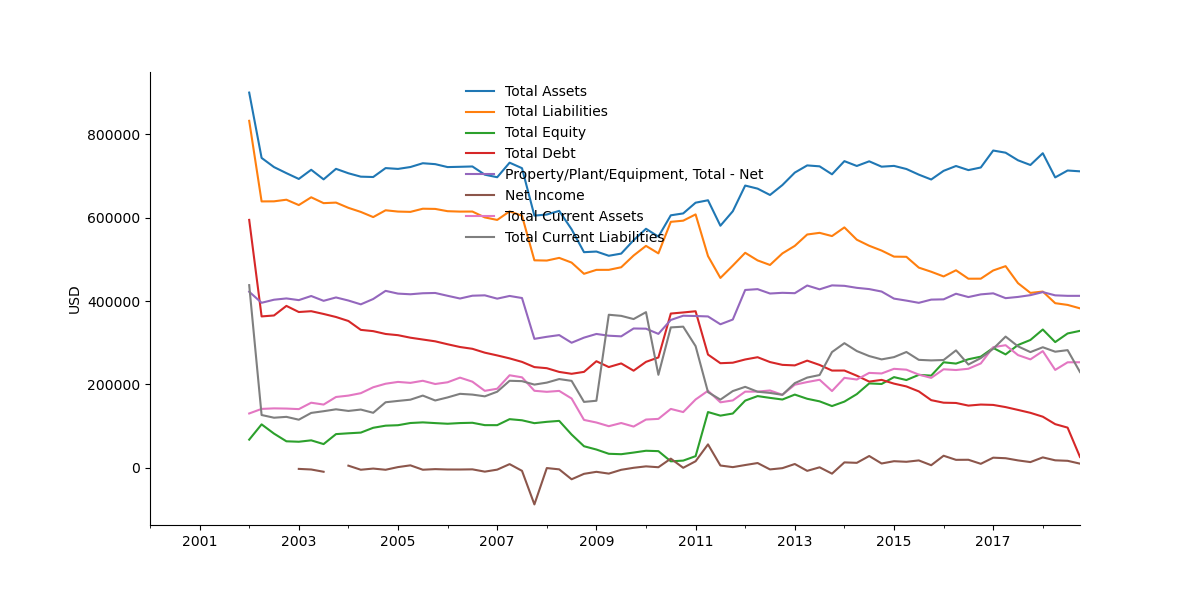 Total Assets
Total Liabilities
Total Equity
Total Debt
Property/Plant/Equipment, Total - Net
Net Income
Total Current Assets
Total Current Liabilities
USD
800000
600000
400000
200000
0
2001 2003 2005 2007 2009 2011 2013 2015 2017